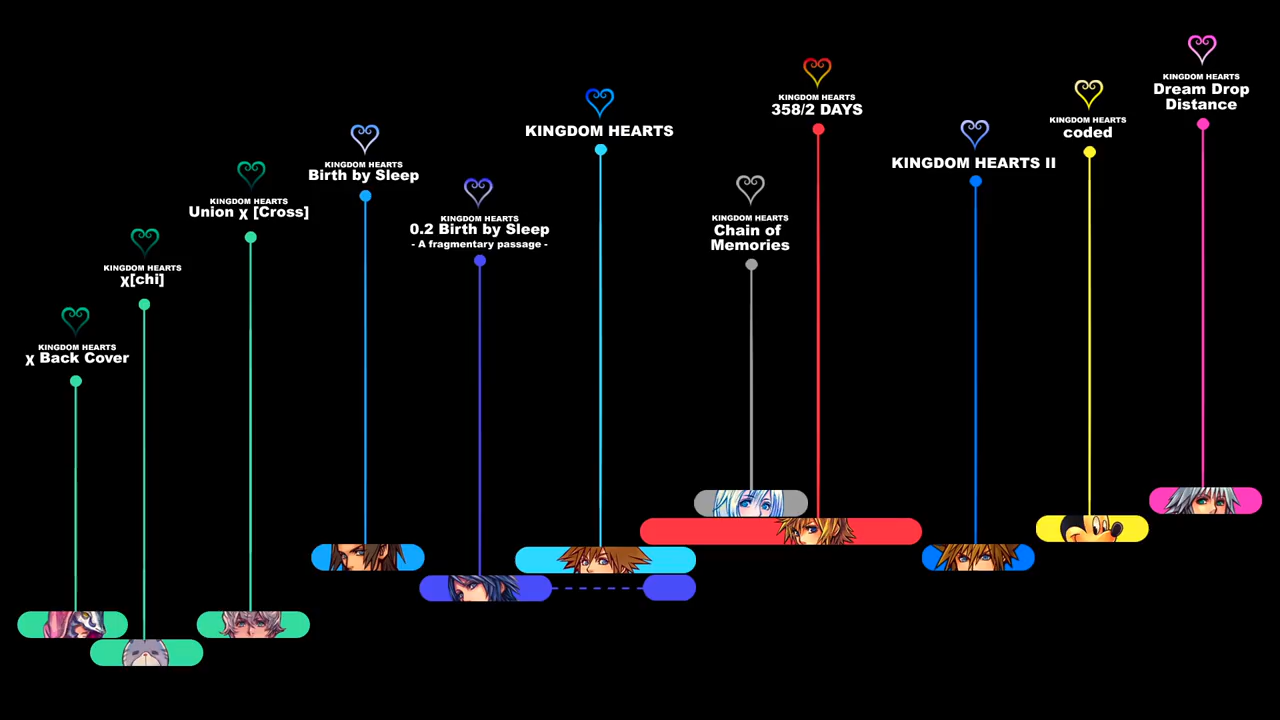 KINGDOM HEARTS
χ Back Cover
KINGDOM HEARTS
χ[chi]
KINGDOM HEARTS
Union χ [Cross]
KINGDOM HEARTS
Birth by Sleep
KINGDOM HEARTS
0.2 Birth by Sleep
- A fragmentary passage -
KINGDOM HEARTS
KINGDOM HEARTS
Chain of
Memories
KINGDOM HEARTS
358/2 DAYS
KINGDOM HEARTS II
KINGDOM HEARTS
coded
KINGDOM HEARTS
Dream Drop
Distance